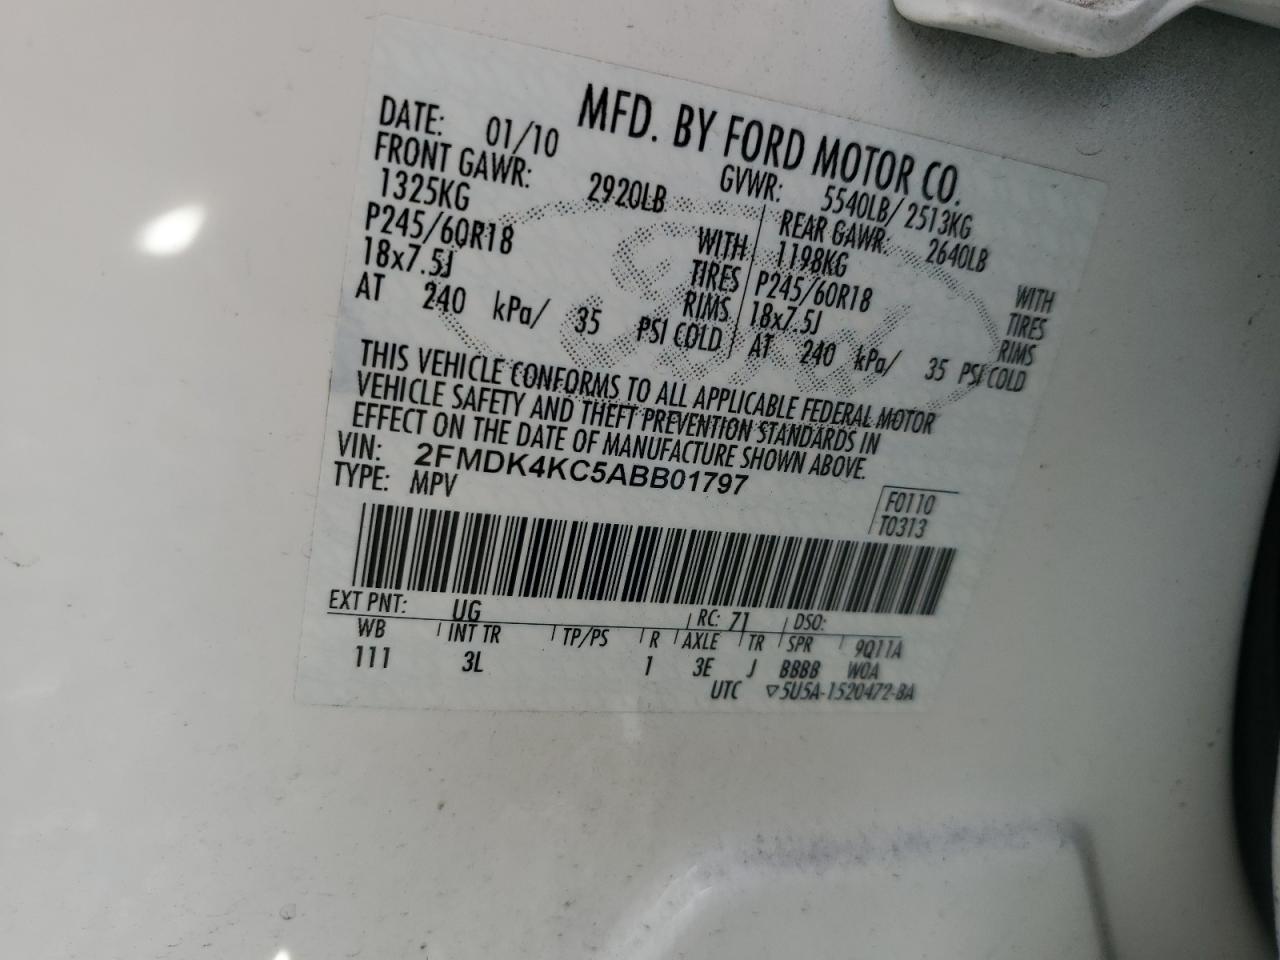 MFD. BY FORD MOTOR CO.
DATE: 01/10 GVWR: 5540LB/ 2513KG
FRONT GAWR: 2920LB REAR GAWR: 2640LB
1325KG WITH 1198KG WITH
P245/60R18 TIRES P245/60R18 TIRES
18x7.5J RIMS 18x7.5J RIMS
AT 240 kPa/ 35 PSI COLD AT 240 kPa/ 35 PSI COLD
THIS VEHICLE CONFORMS TO ALL APPLICABLE FEDERAL MOTOR
VEHICLE SAFETY AND THEFT PREVENTION STANDARDS IN
EFFECT ON THE DATE OF MANUFACTURE SHOWN ABOVE.
VIN: 2FMDK4KC5ABB01797
TYPE: MPV
F0110
T0313
EXT PNT: UG RC: 71 DSO:
WB INT TR TP/PS R AXLE TR SPR 9Q11A
111 3L 1 3E J BBBB WOA
UTC ▽5U5A-1520472-BA